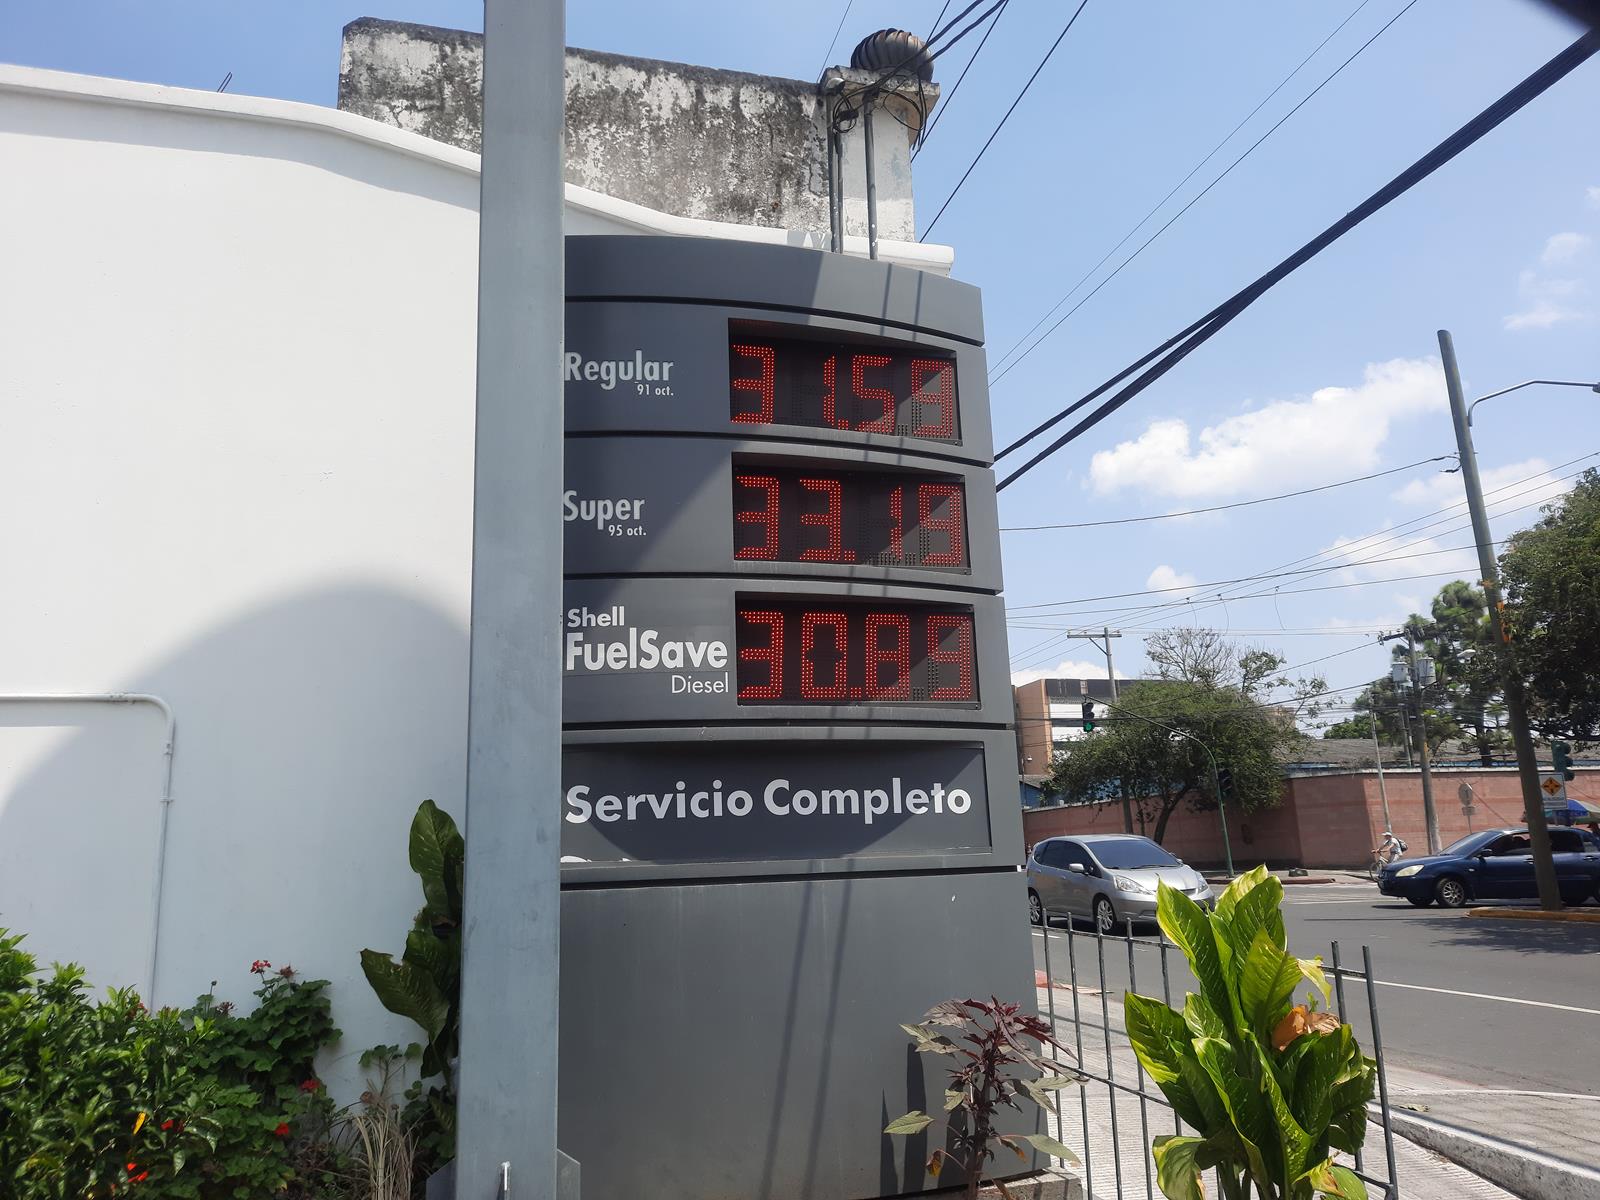 Regular 31.59
91 oct.
Super 33.19
95 oct.
Shell
FuelSave 30.89
Diesel
Servicio Completo